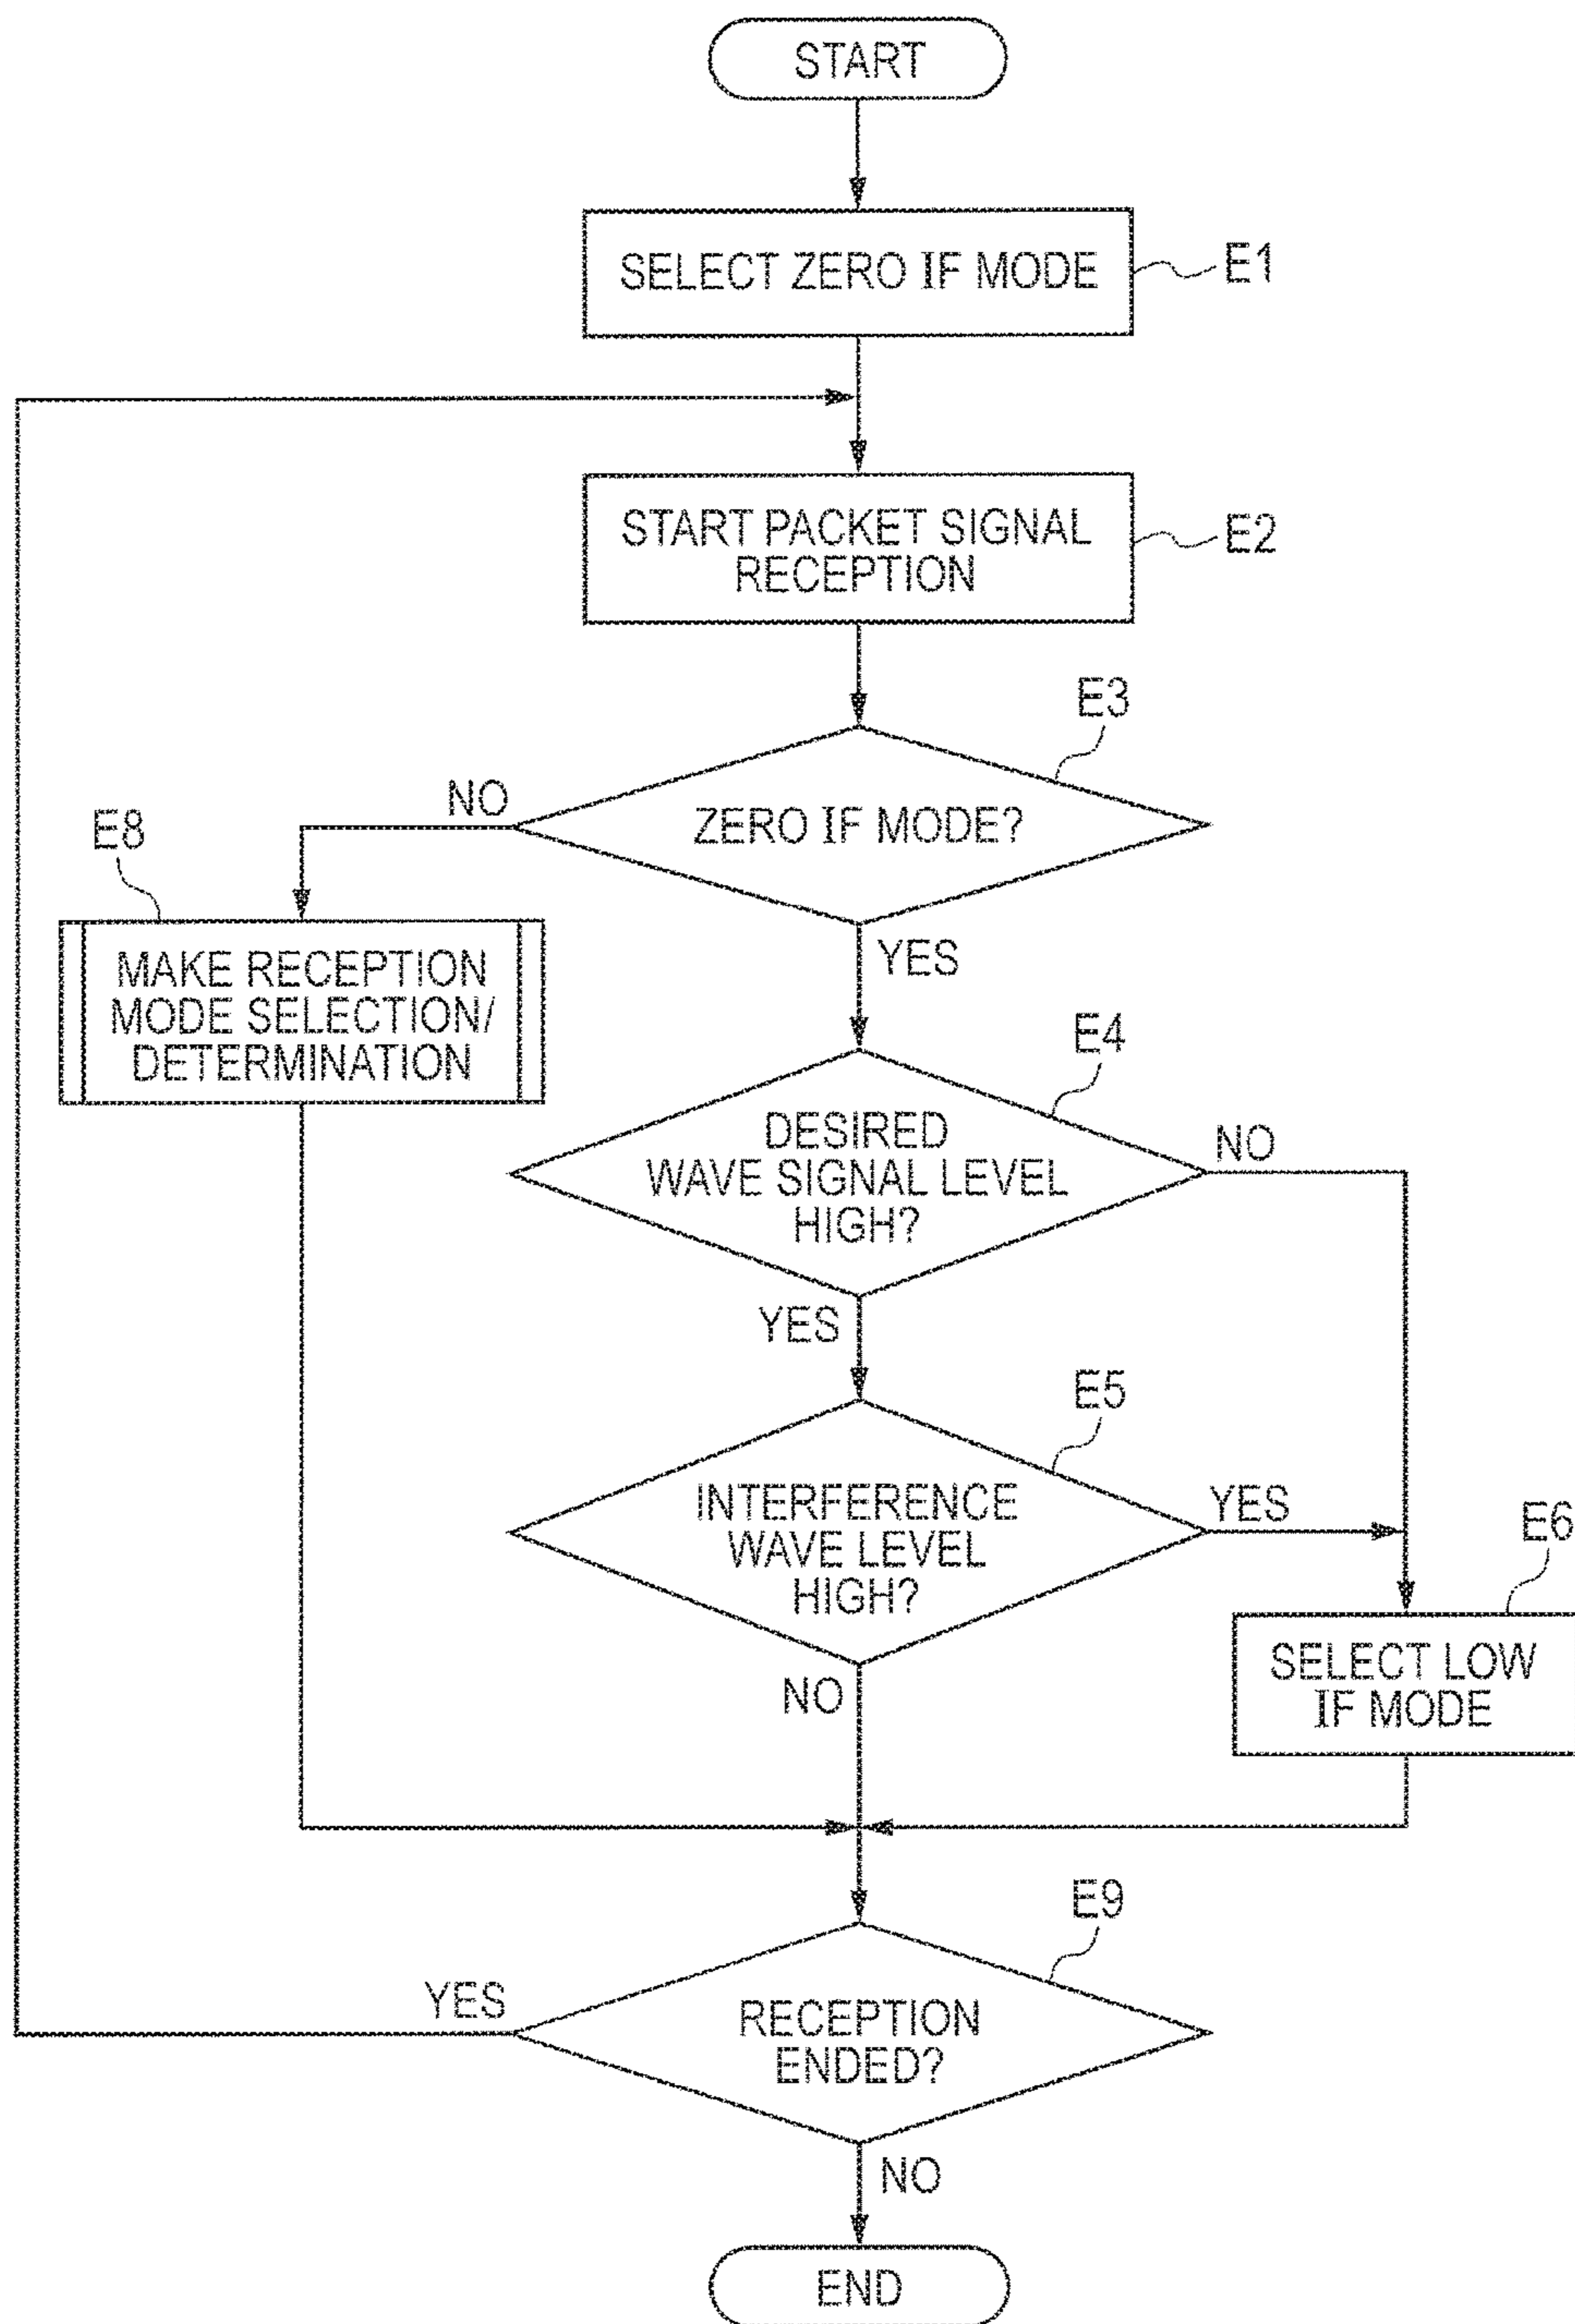 START
SELECT ZERO IF MODE
E1
START PACKET SIGNAL
RECEPTION
E2
E3
ZERO IF MODE?
NO
YES
E8
MAKE RECEPTION
MODE SELECTION/
DETERMINATION
E4
DESIRED
WAVE SIGNAL LEVEL
HIGH?
NO
YES
E5
INTERFERENCE
WAVE LEVEL
HIGH?
YES
NO
E6
SELECT LOW
IF MODE
E9
RECEPTION
ENDED?
YES
NO
END